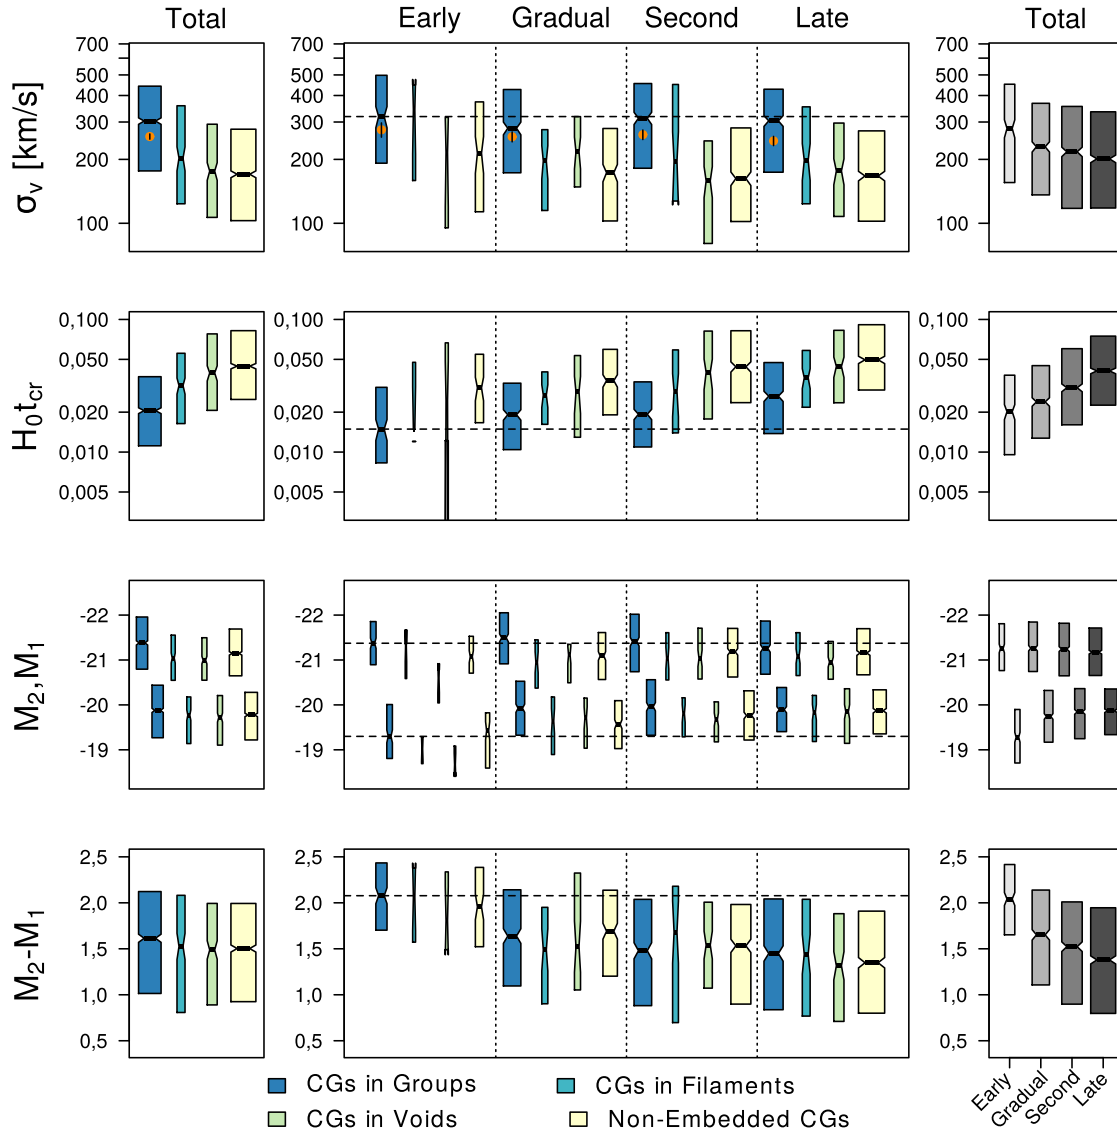 Total Early Gradual Second Late Total
σv [km/s]
700 700 700
500 500 500
400 400 400
300 300 300
200 200 200
100 100 100
H0tcr
0,100 0,100 0,100
0,050 0,050 0,050
0,020 0,020 0,020
0,010 0,010 0,010
0,005 0,005 0,005
M2,M1
-22 -22 -22
-21 -21 -21
-20 -20 -20
-19 -19 -19
M2-M1
2,5 2,5 2,5
2,0 2,0 2,0
1,5 1,5 1,5
1,0 1,0 1,0
0,5 0,5 0,5
Early Gradual Second Late
CGs in Groups CGs in Filaments
CGs in Voids Non-Embedded CGs